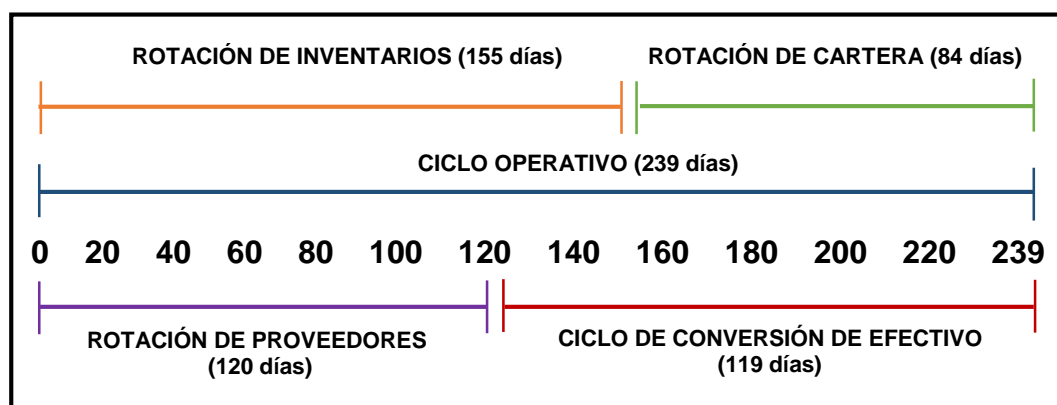 ROTACIÓN DE INVENTARIOS (155 días)
ROTACIÓN DE CARTERA (84 días)
CICLO OPERATIVO (239 días)
0 20 40 60 80 100 120 140 160 180 200 220 239
ROTACIÓN DE PROVEEDORES
(120 días)
CICLO DE CONVERSIÓN DE EFECTIVO
(119 días)